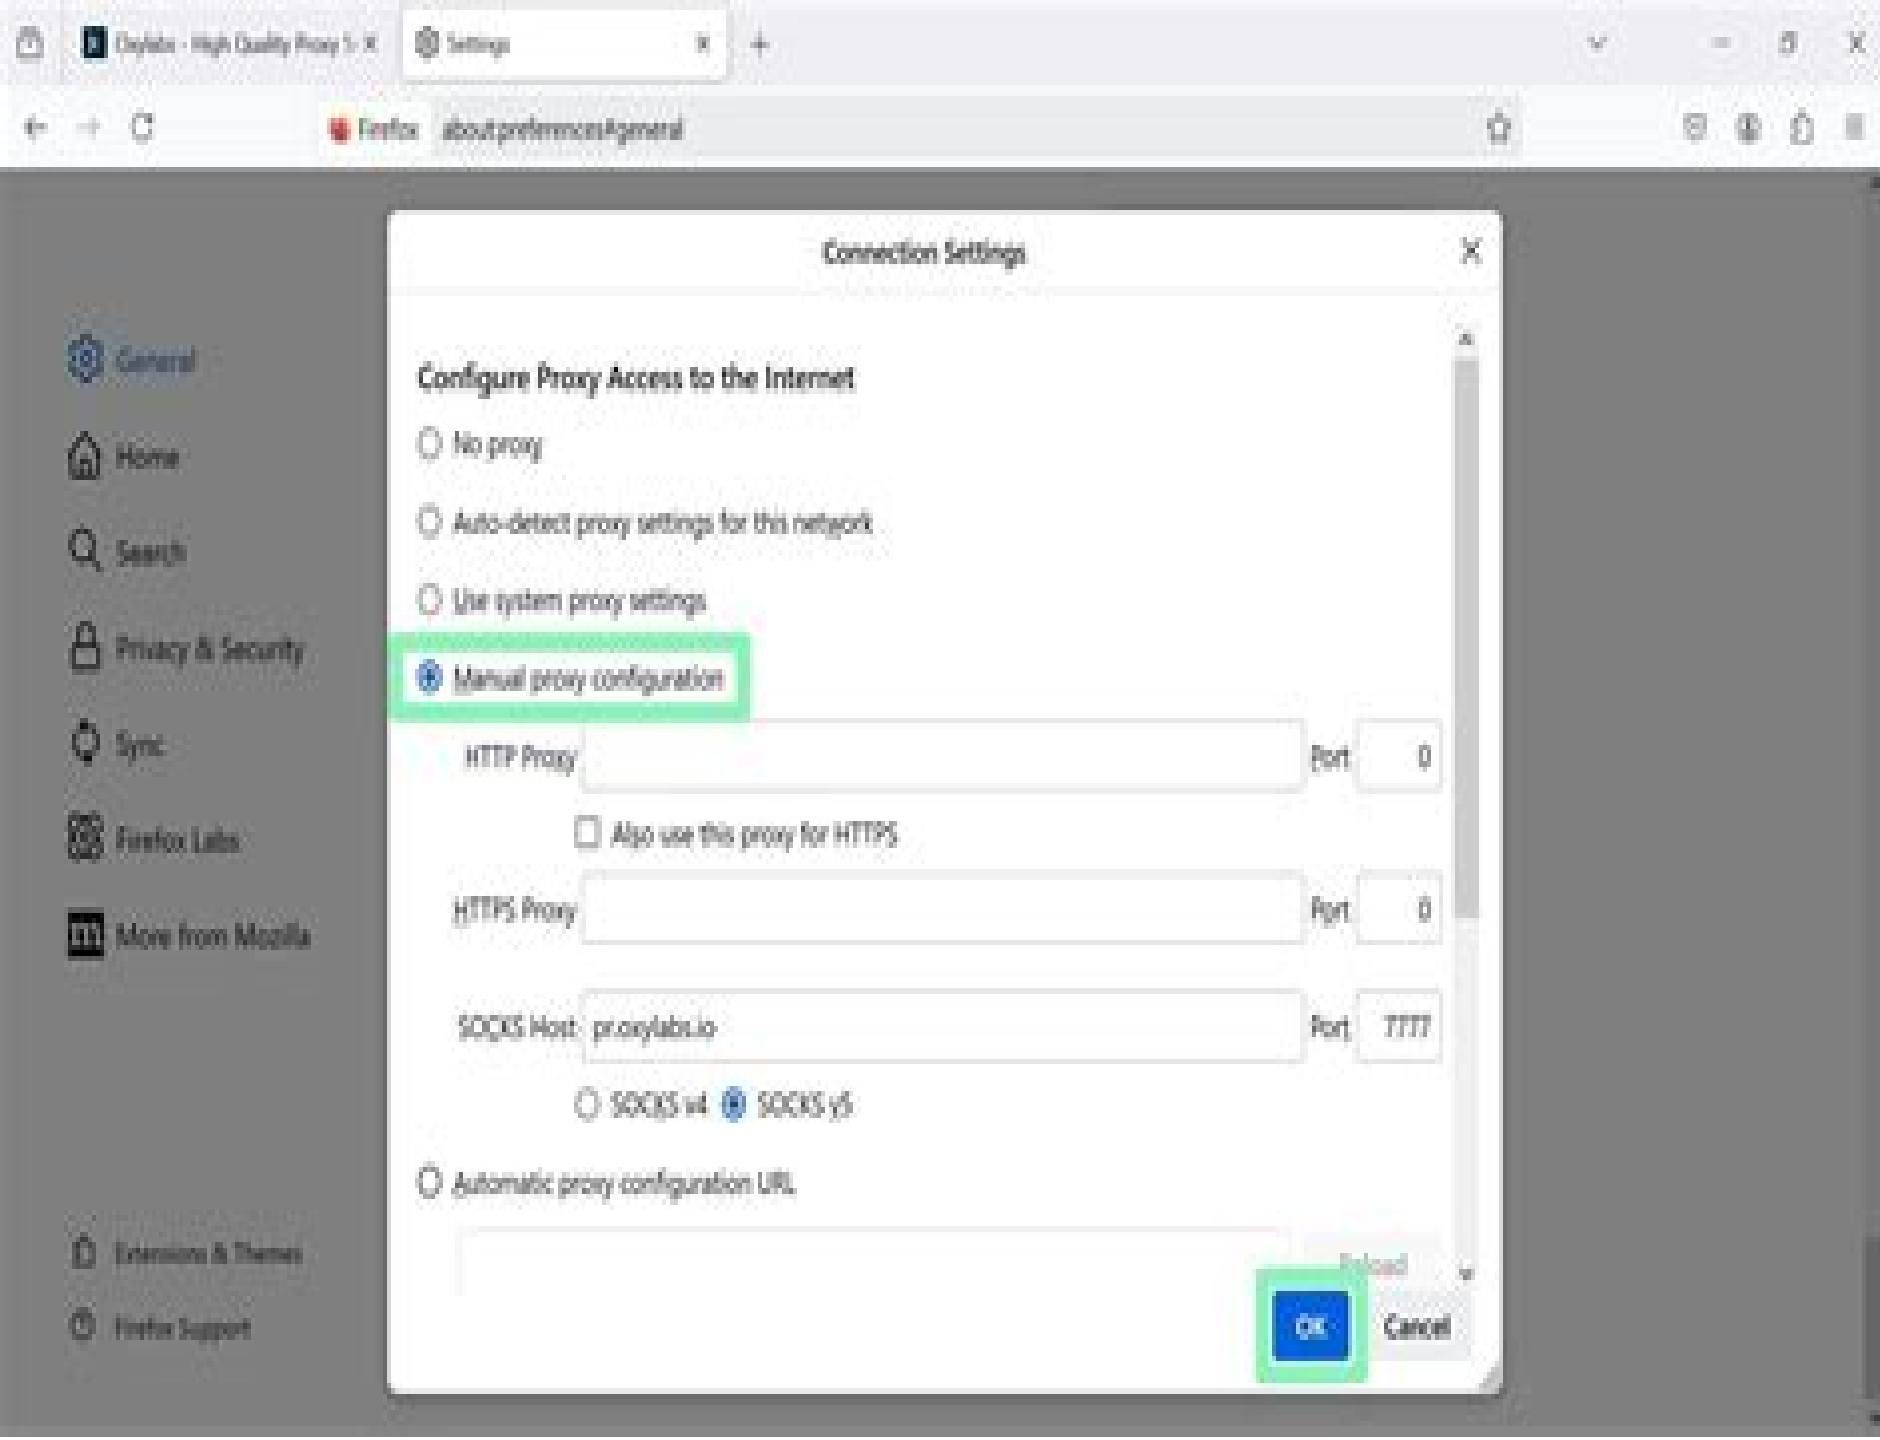 Oxylabs - High Quality Proxy S
Settings
Firefox about:preferences#general
Connection Settings
General
Home
Search
Privacy & Security
Sync
Firefox Labs
More from Mozilla
Extensions & Themes
Firefox Support
Configure Proxy Access to the Internet
No proxy
Auto-detect proxy settings for this network
Use system proxy settings
Manual proxy configuration
HTTP Proxy Port 0
Also use this proxy for HTTPS
HTTPS Proxy Port 0
SOCKS Host pr.oxylabs.io Port 7777
SOCKS v4 SOCKS v5
Automatic proxy configuration URL
Reload
OK Cancel